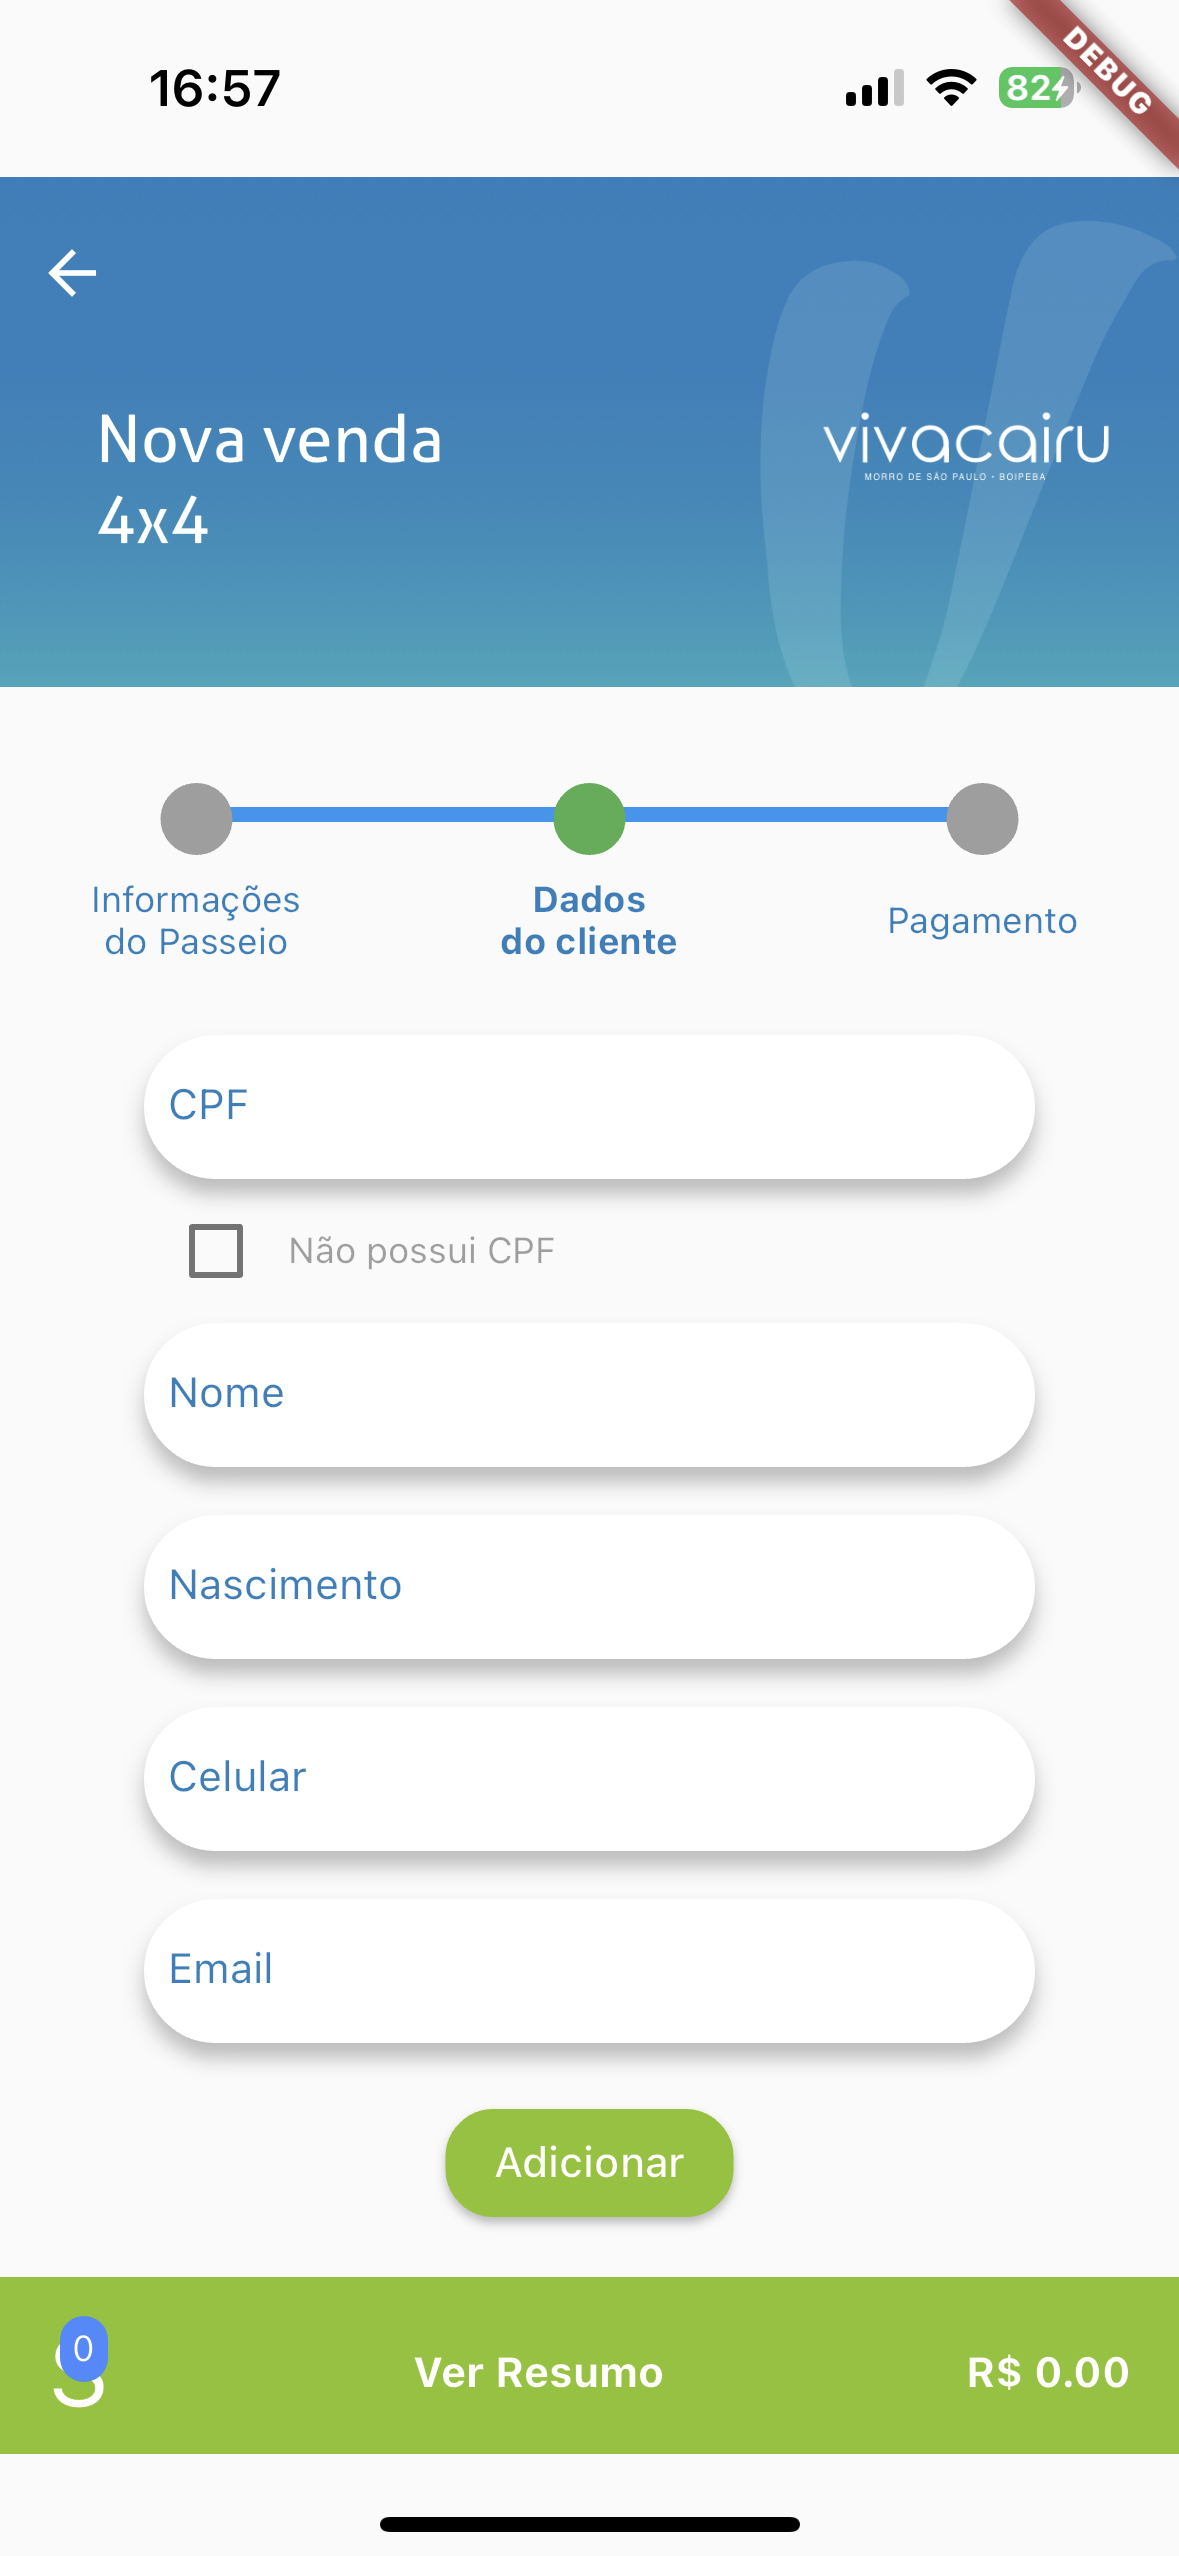 16:57
82
DEBUG
Nova venda
4x4
vivacairu
MORRO DE SÃO PAULO • BOIPEBA
Informações
do Passeio
Dados
do cliente
Pagamento
CPF
Não possui CPF
Nome
Nascimento
Celular
Email
Adicionar
0
Ver Resumo
R$ 0.00